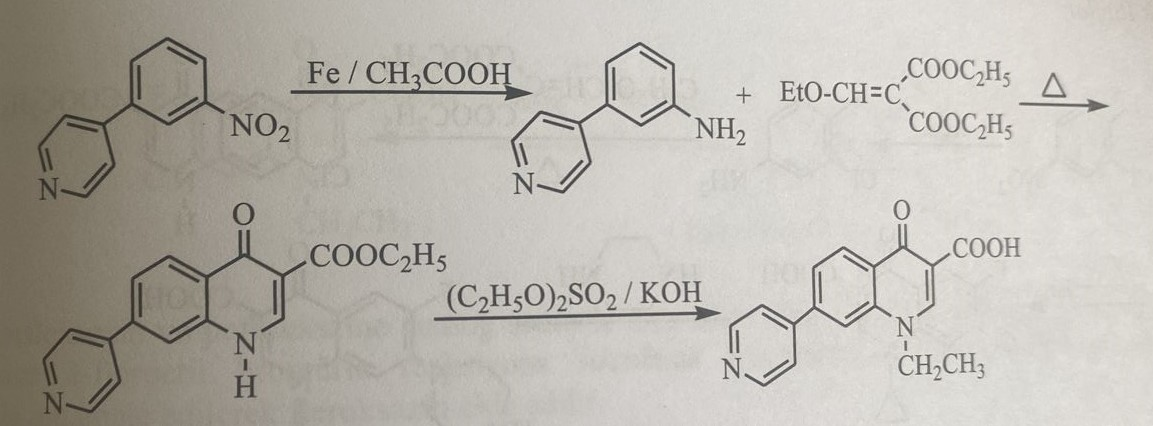 Fe / CH₃COOH
NO₂
N
NH₂
N
+
EtO-CH=C
COOC₂H₅
COOC₂H₅
Δ
O
COOC₂H₅
N
H
N
(C₂H₅O)₂SO₂ / KOH
O
COOH
N
CH₂CH₃
N